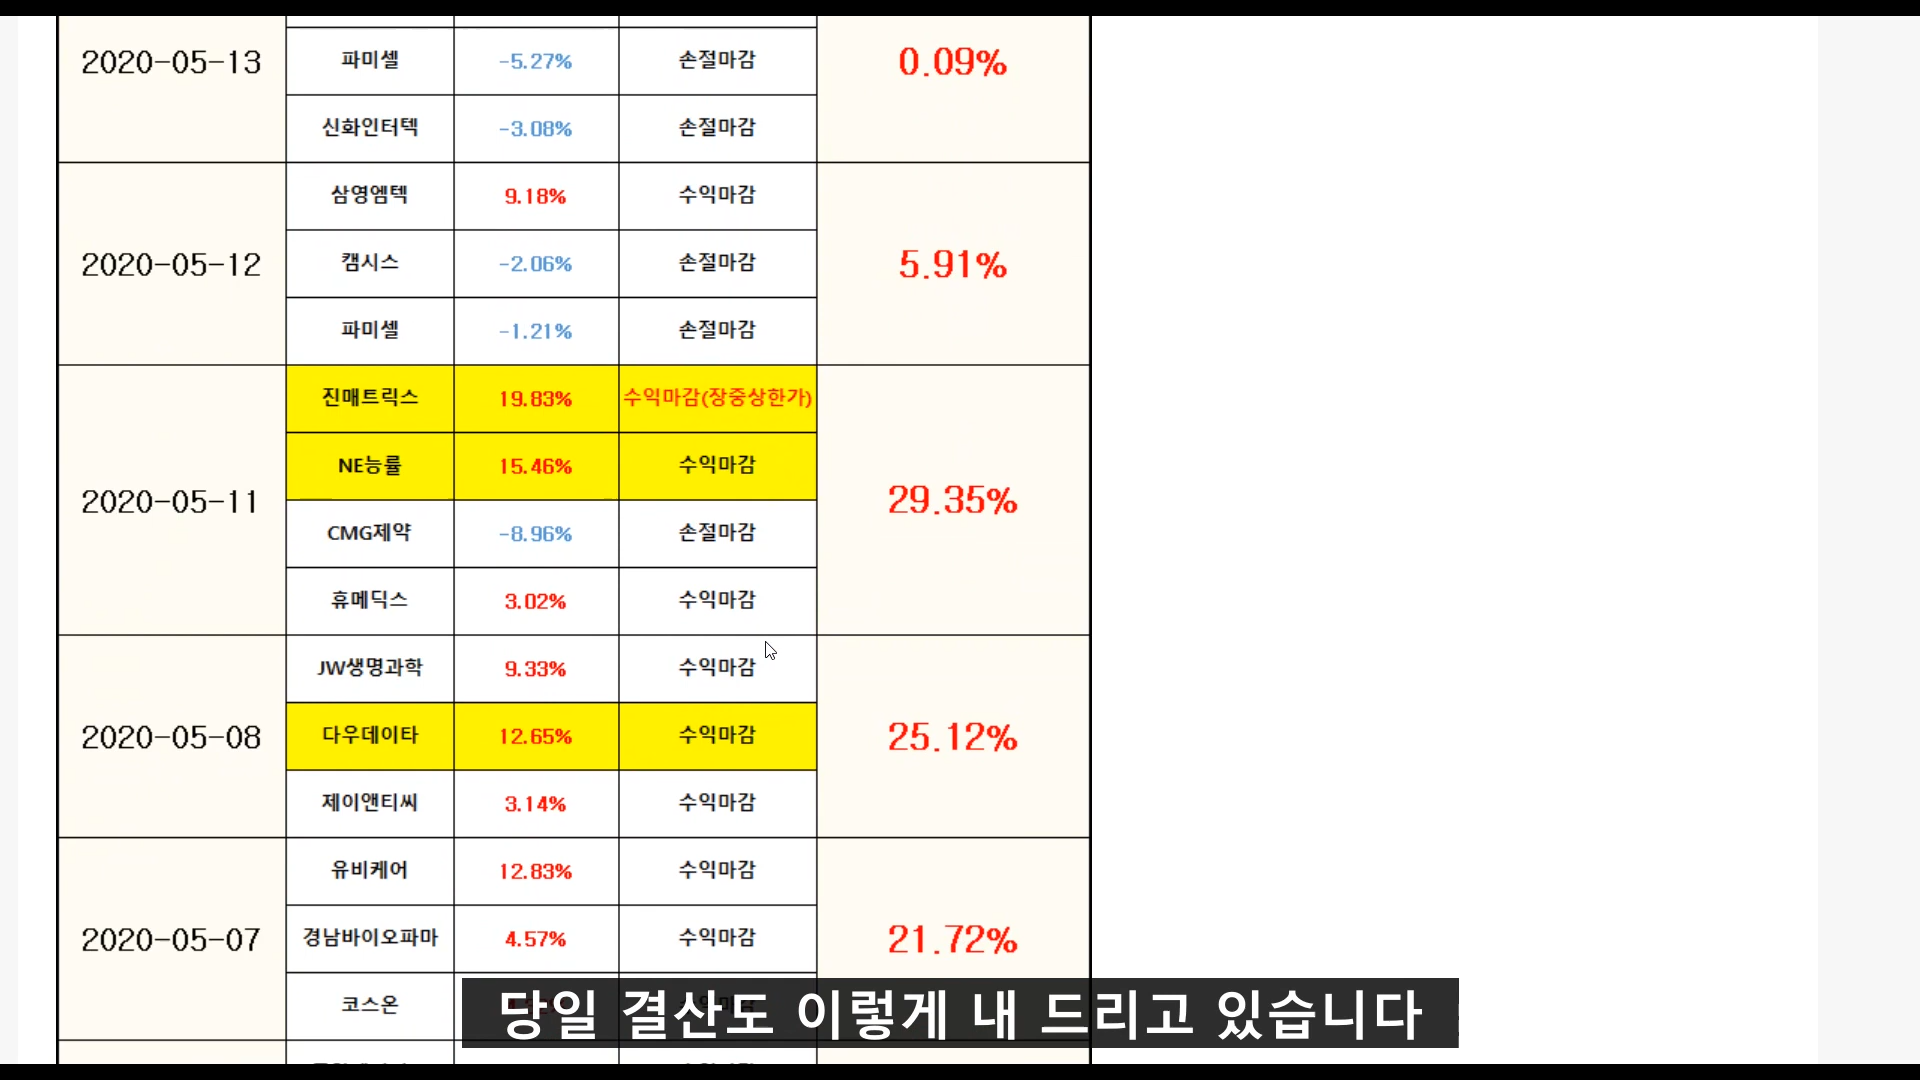 2020-05-13
파미셀 -5.27% 손절마감
0.09%
신화인터텍 -3.08% 손절마감
2020-05-12
삼영엠텍 9.18% 수익마감
캠시스 -2.06% 손절마감
5.91%
파미셀 -1.21% 손절마감
2020-05-11
진매트릭스 19.83% 수익마감(장중상한가)
NE능률 15.46% 수익마감
29.35%
CMG제약 -8.96% 손절마감
휴메딕스 3.02% 수익마감
2020-05-08
JW생명과학 9.33% 수익마감
다우데이타 12.65% 수익마감
25.12%
제이앤티씨 3.14% 수익마감
2020-05-07
유비케어 12.83% 수익마감
경남바이오파마 4.57% 수익마감
21.72%
코스온
당일 결산도 이렇게 내 드리고 있습니다